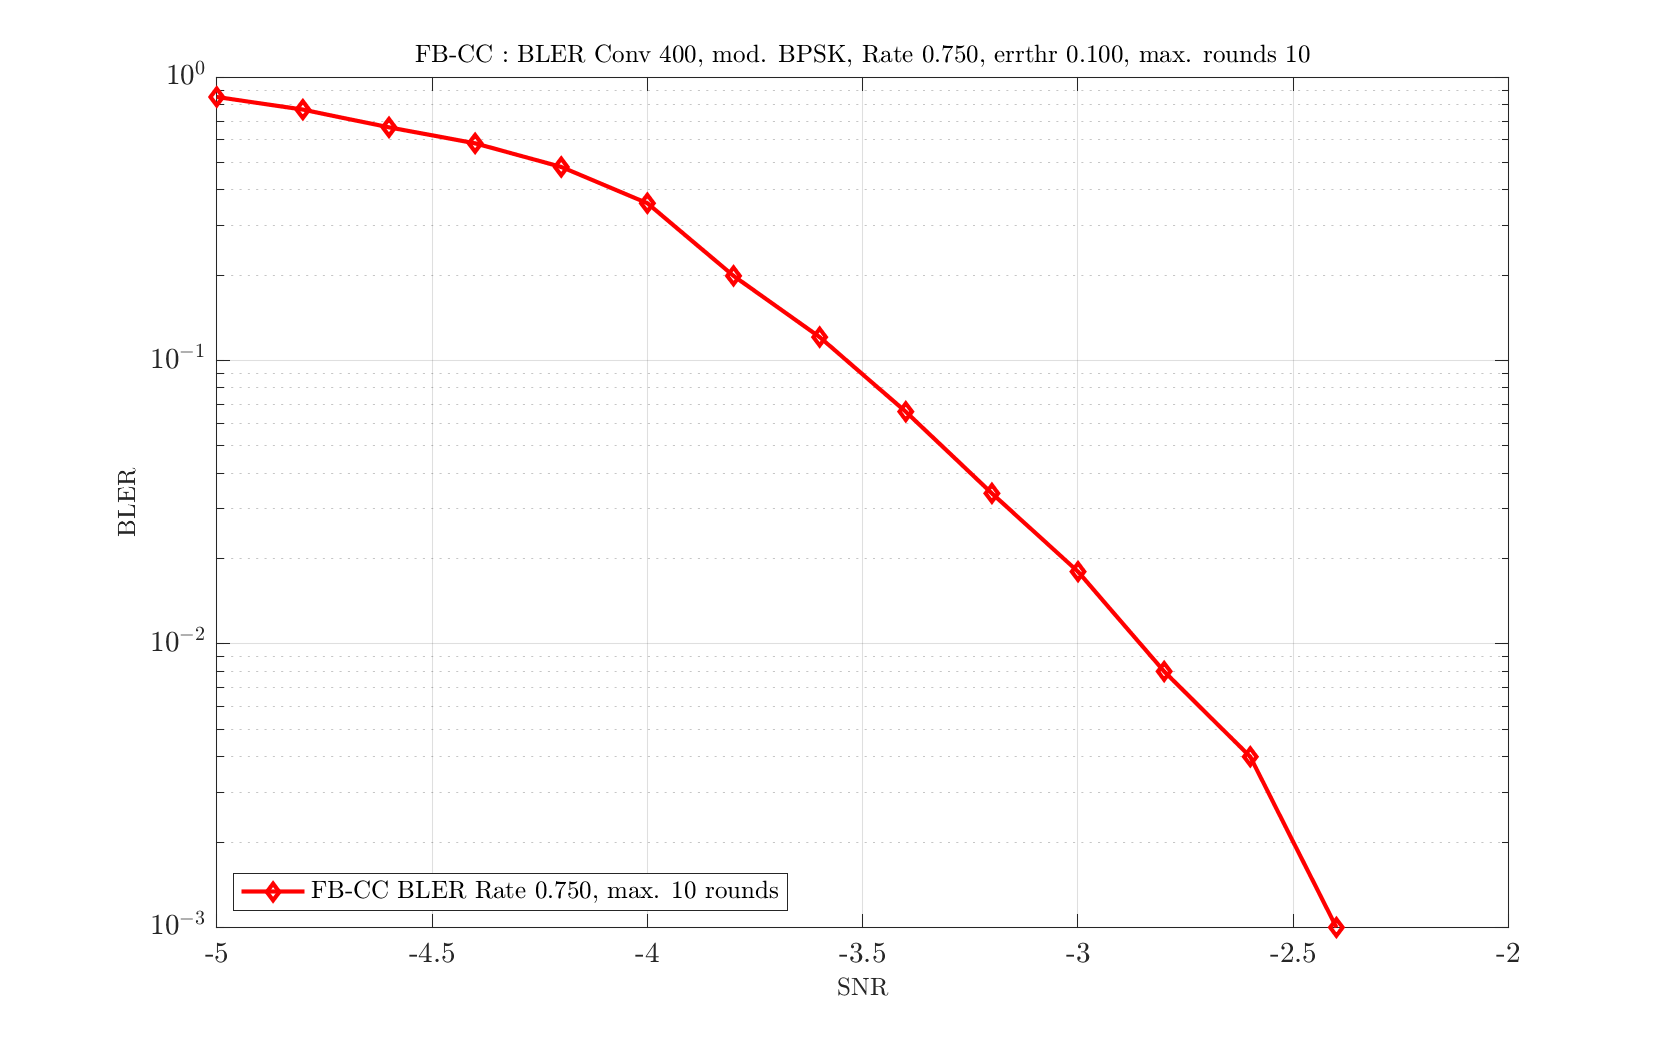 FB-CC : BLER Conv 400, mod. BPSK, Rate 0.750, errthr 0.100, max. rounds 10
10^0
10^−1
10^−2
10^−3
BLER
FB-CC BLER Rate 0.750, max. 10 rounds
-5 -4.5 -4 -3.5 -3 -2.5 -2
SNR